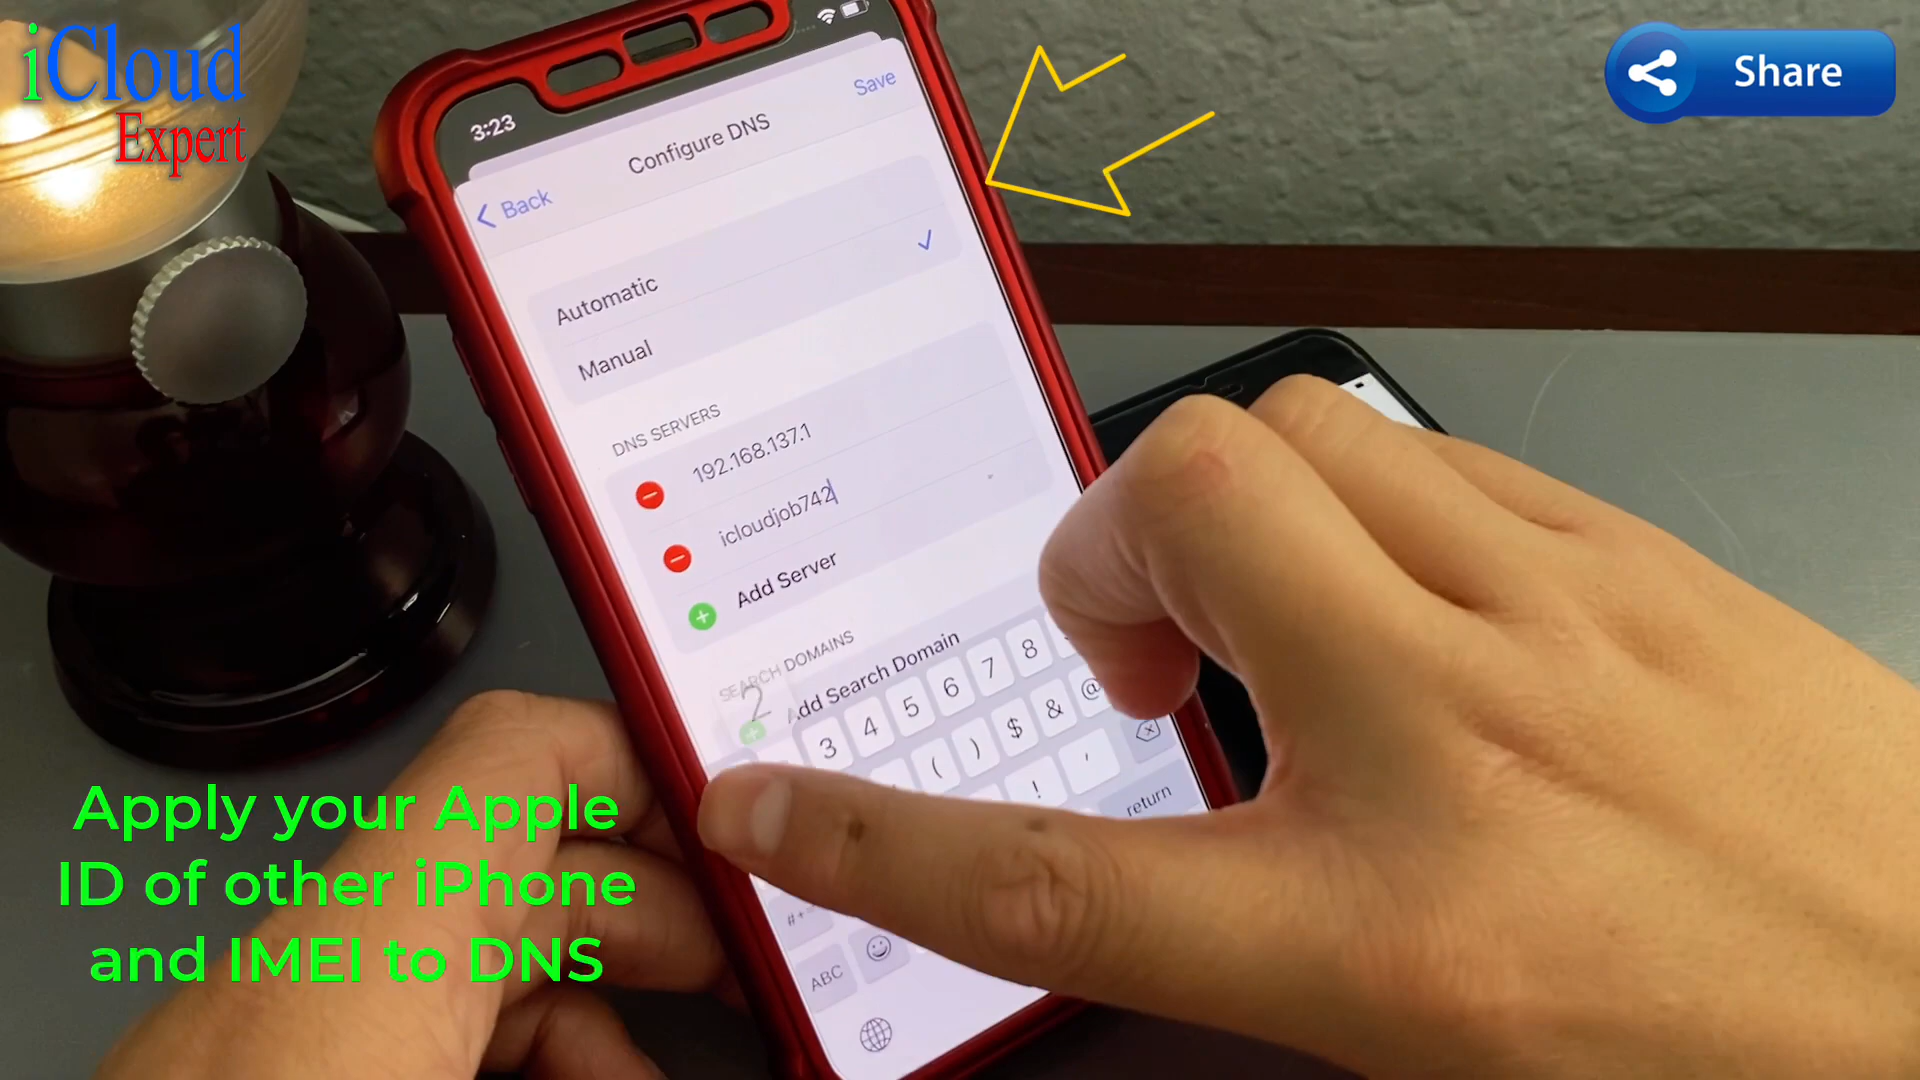 iCloud
Expert
Share
3:23
Save
Configure DNS
Back
Automatic
Manual
DNS SERVERS
192.168.137.1
icloudjob742
Add Server
SEARCH DOMAINS
Add Search Domain
2
3 4 5 6 7 8
( ) $ & @
! '
return
#+=
ABC
Apply your Apple
ID of other iPhone
and IMEI to DNS